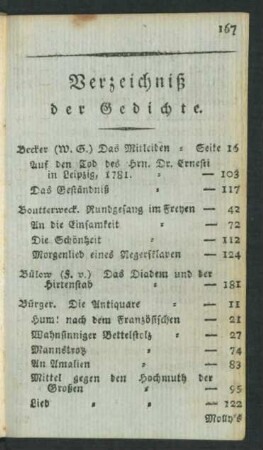 167
Verzeichniß
der Gedichte.
Becker (W. G.) Das Mitleiden = Seite 16
Auf den Tod des Hrn. Dr. Ernesti
in Leipzig, 1781. = — 103
Das Geständniß = — 117
Boutterweck. Rundgesang im Freyen — 42
An die Einsamkeit = — 72
Die Schönheit = = — 112
Morgenlied eines Negersklaven — 124
Bülow (F. v.) Das Diadem und der
Hirtenstab = = — 181
Bürger. Die Antiquare = — 11
Hum! nach dem Französischen — 21
Wahnsinniger Bettelstolz = — 27
Mannstrotz = = — 74
An Amalien = = — 83
Mittel gegen den Hochmuth der
Großen = = — 95
Lied = = = — 122
Molly's